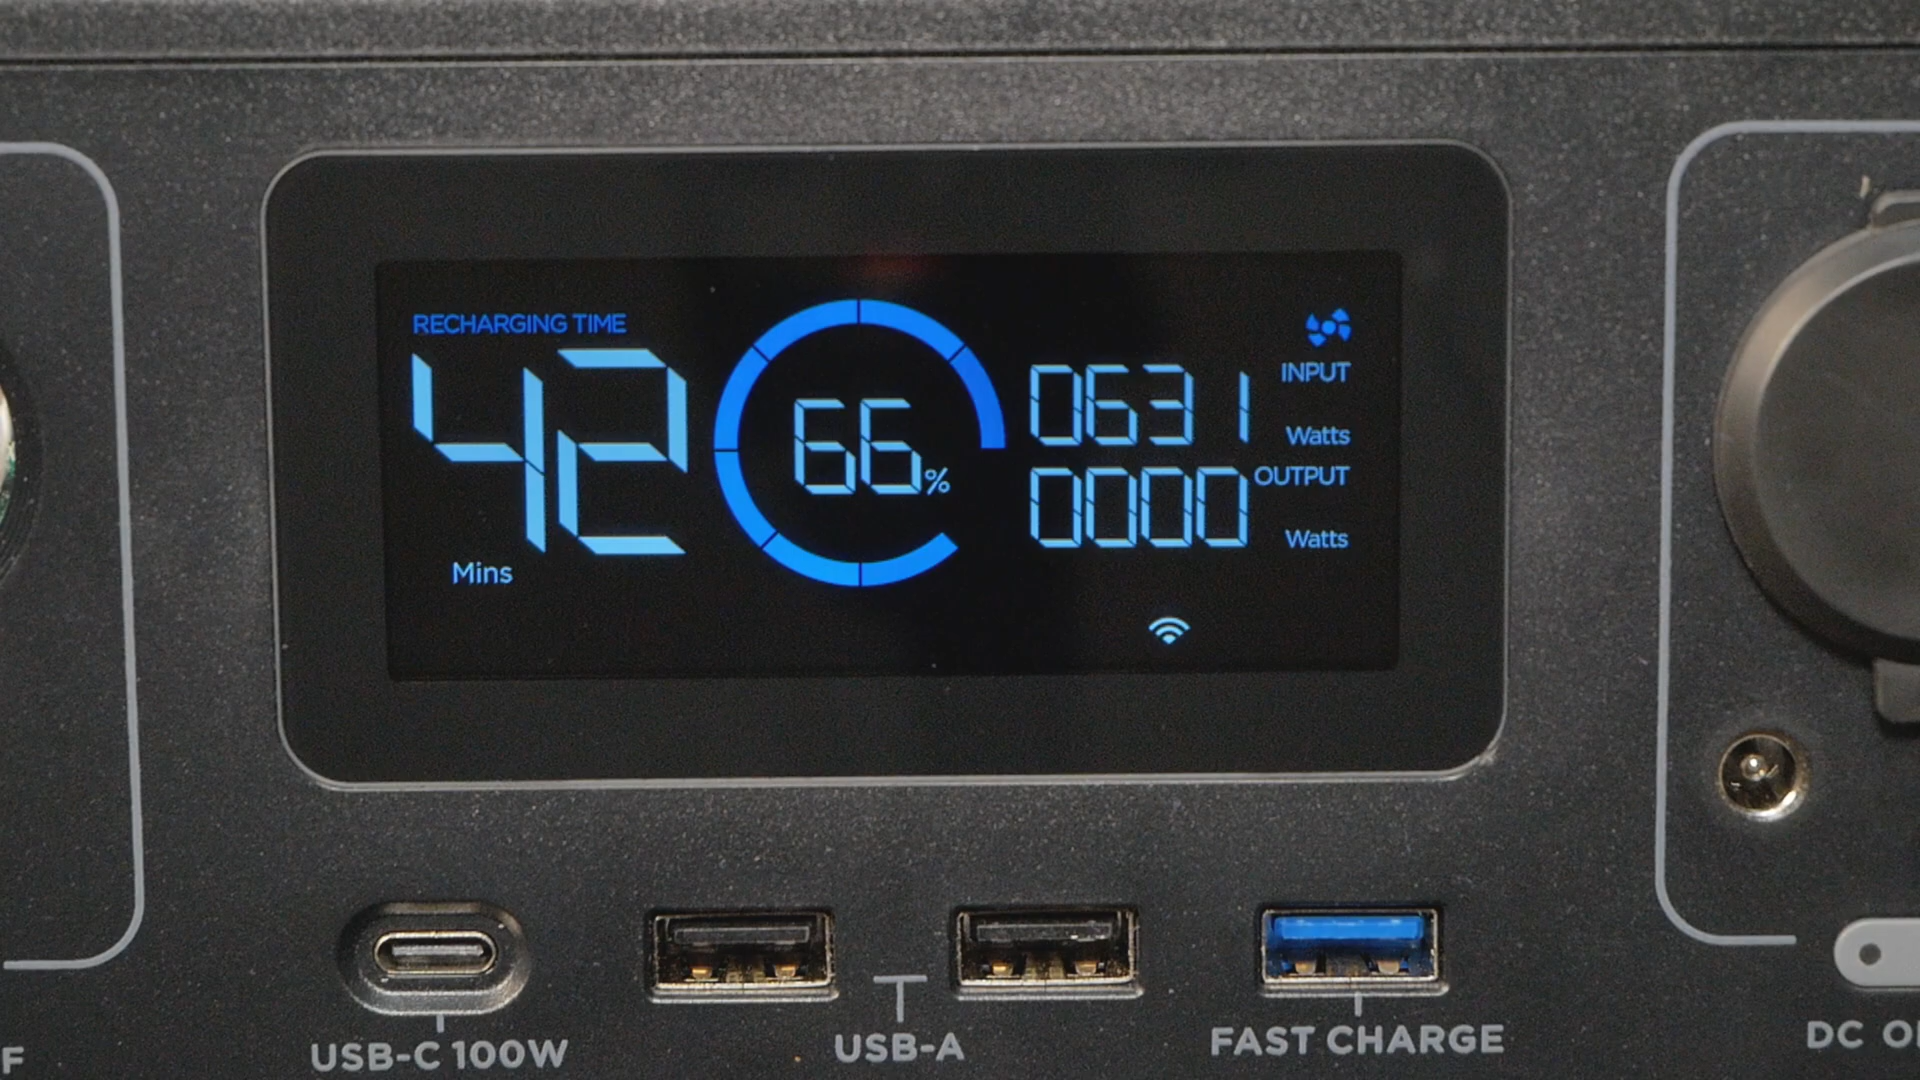 RECHARGING TIME
42
Mins
66%
0631
INPUT
Watts
0000
OUTPUT
Watts
USB-C 100W
USB-A
FAST CHARGE
DC
F